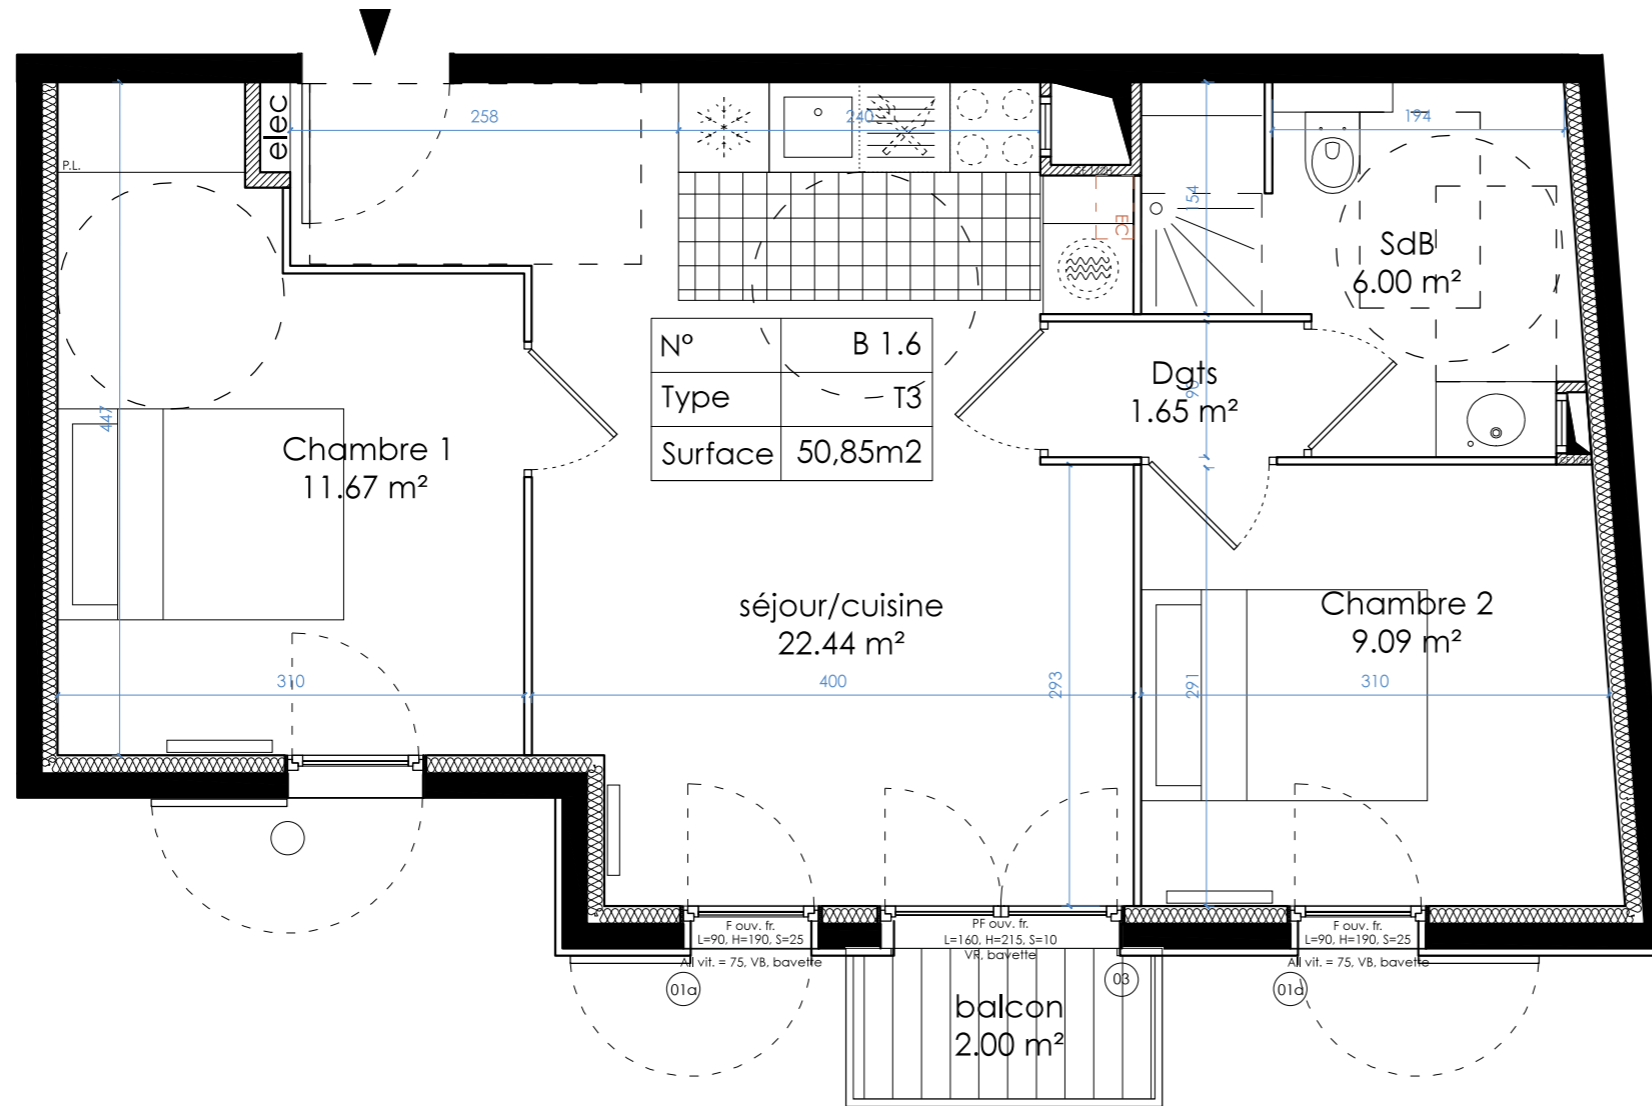 elec
258
240
194
P.L.
154
EC
SdB
6.00 m²
N° B 1.6
Type T3
Surface 50,85m2
Dgts
1.65 m²
90
447
Chambre 1
11.67 m²
séjour/cuisine
22.44 m²
Chambre 2
9.09 m²
310
400
293
291
310
F ouv. fr.
L=90, H=190, S=25
All vit. = 75, VB, bavette
01a
PF ouv. fr.
L=160, H=215, S=10
VR, bavette
03
F ouv. fr.
L=90, H=190, S=25
All vit. = 75, VB, bavette
01d
balcon
2.00 m²